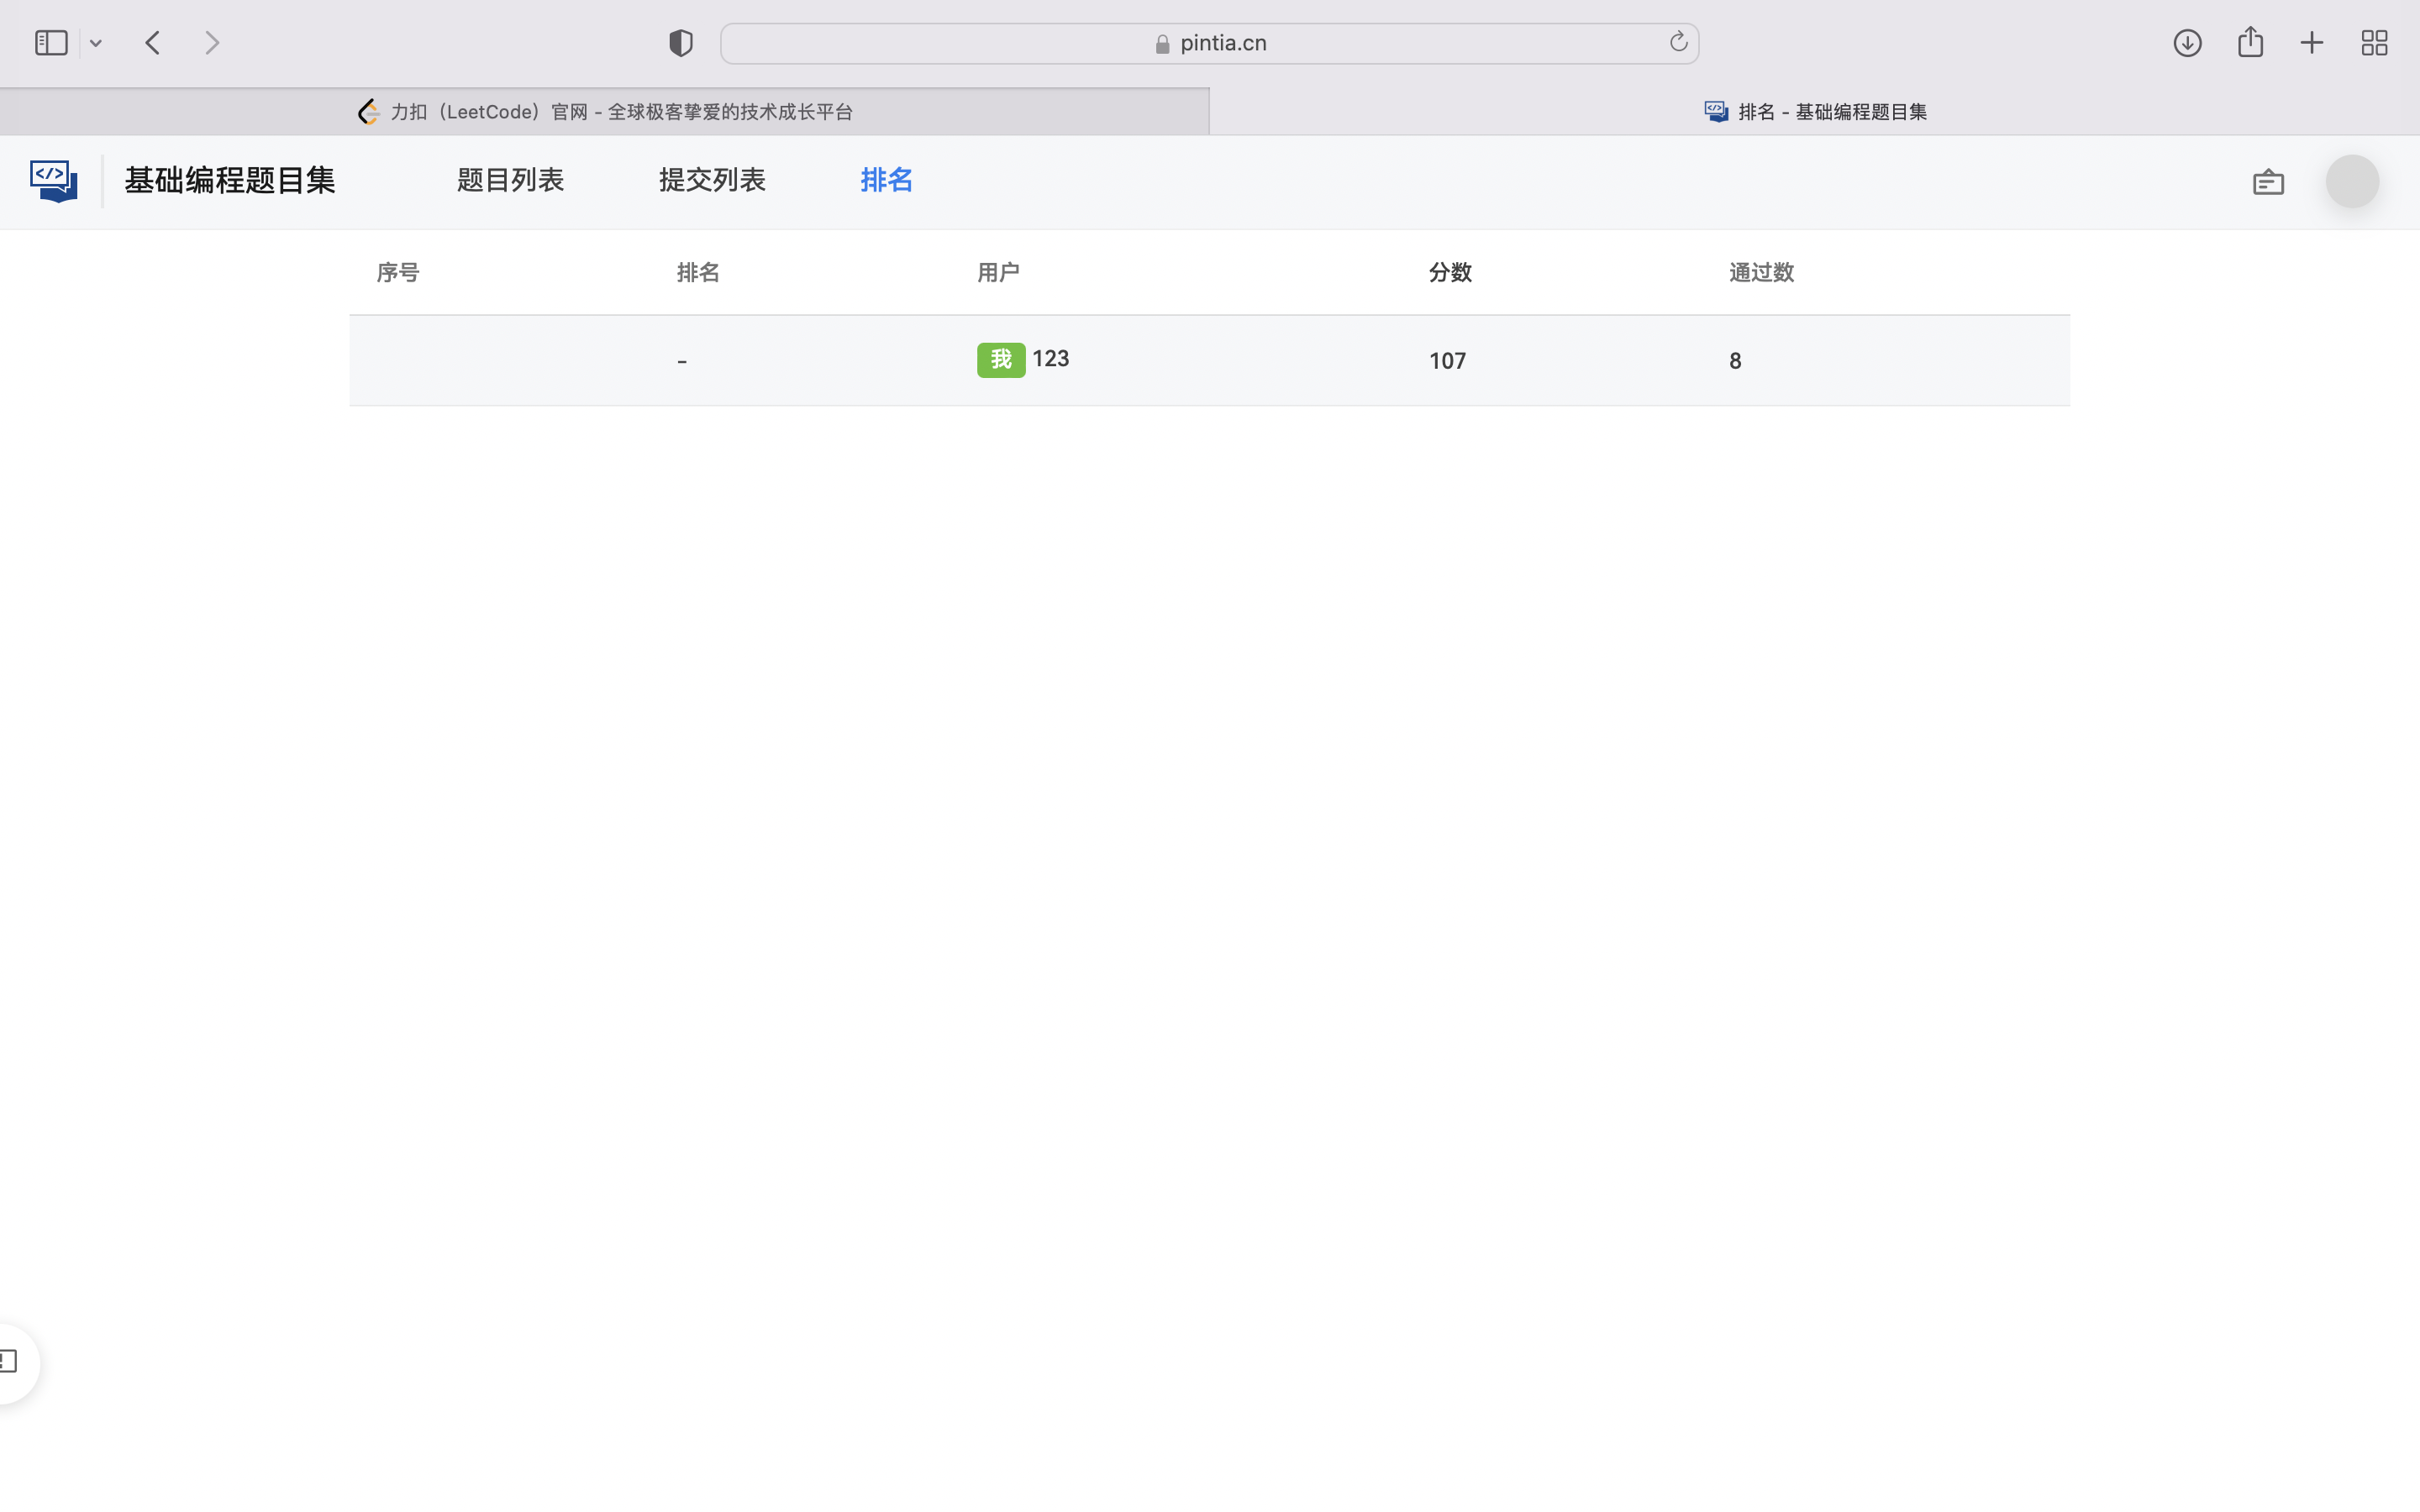 pintia.cn
力扣（LeetCode）官网 - 全球极客挚爱的技术成长平台
排名 - 基础编程题目集
</>
基础编程题目集 题目列表 提交列表 排名
序号 排名 用户 分数 通过数
- 我 123 107 8